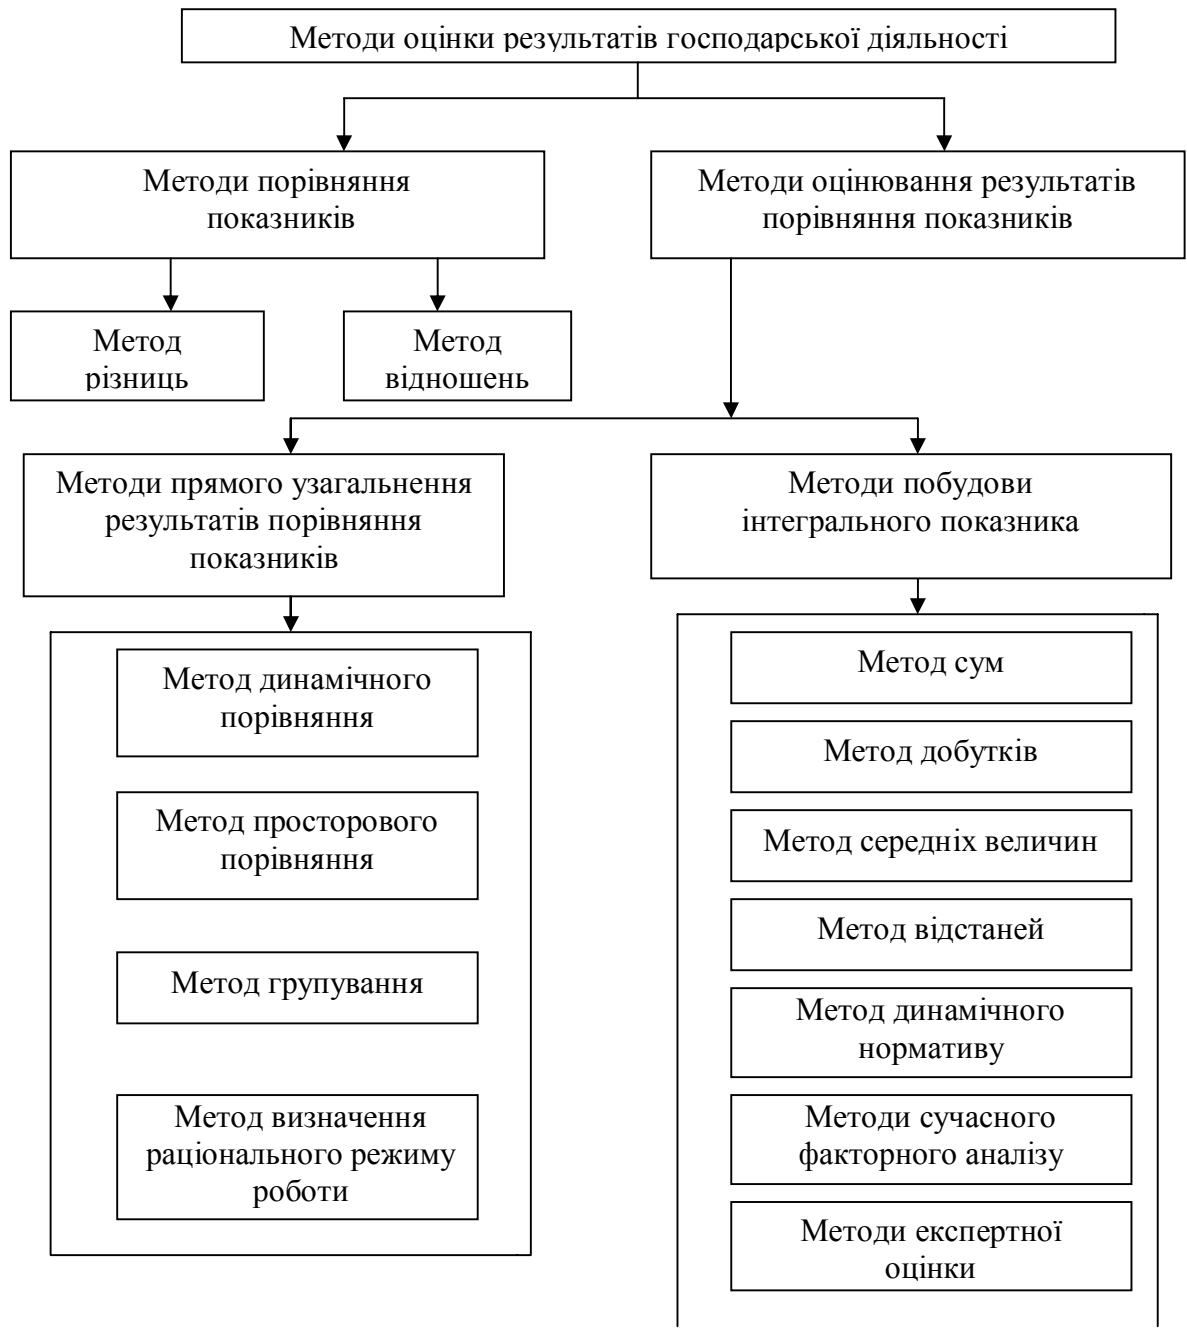 Методи оцінки результатів господарської діяльності
Методи порівняння
показників
Методи оцінювання результатів
порівняння показників
Метод
різниць
Метод
відношень
Методи прямого узагальнення
результатів порівняння
показників
Методи побудови
інтегрального показника
Метод динамічного
порівняння
Метод просторового
порівняння
Метод групування
Метод визначення
раціонального режиму
роботи
Метод сум
Метод добутків
Метод середніх величин
Метод відстаней
Метод динамічного
нормативу
Методи сучасного
факторного аналізу
Методи експертної
оцінки